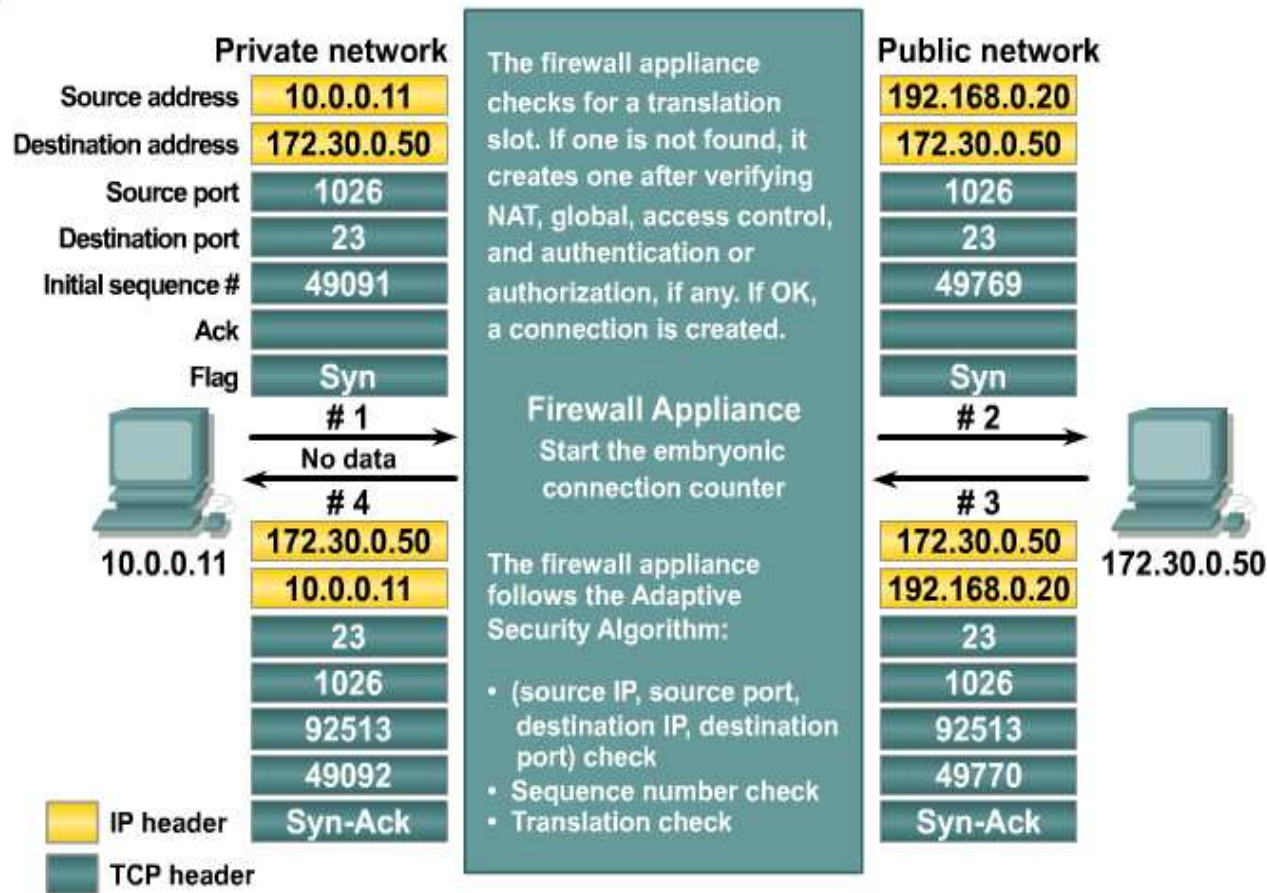 Private network
Source address 10.0.0.11
Destination address 172.30.0.50
Source port 1026
Destination port 23
Initial sequence # 49091
Ack
Flag Syn
# 1
No data
# 4
10.0.0.11
172.30.0.50
10.0.0.11
23
1026
92513
49092
Syn-Ack
IP header
TCP header
The firewall appliance
checks for a translation
slot. If one is not found, it
creates one after verifying
NAT, global, access control,
and authentication or
authorization, if any. If OK,
a connection is created.
Firewall Appliance
Start the embryonic
connection counter
The firewall appliance
follows the Adaptive
Security Algorithm:
• (source IP, source port,
destination IP, destination
port) check
• Sequence number check
• Translation check
Public network
192.168.0.20
172.30.0.50
1026
23
49769
Syn
# 2
# 3
172.30.0.50
172.30.0.50
192.168.0.20
23
1026
92513
49770
Syn-Ack